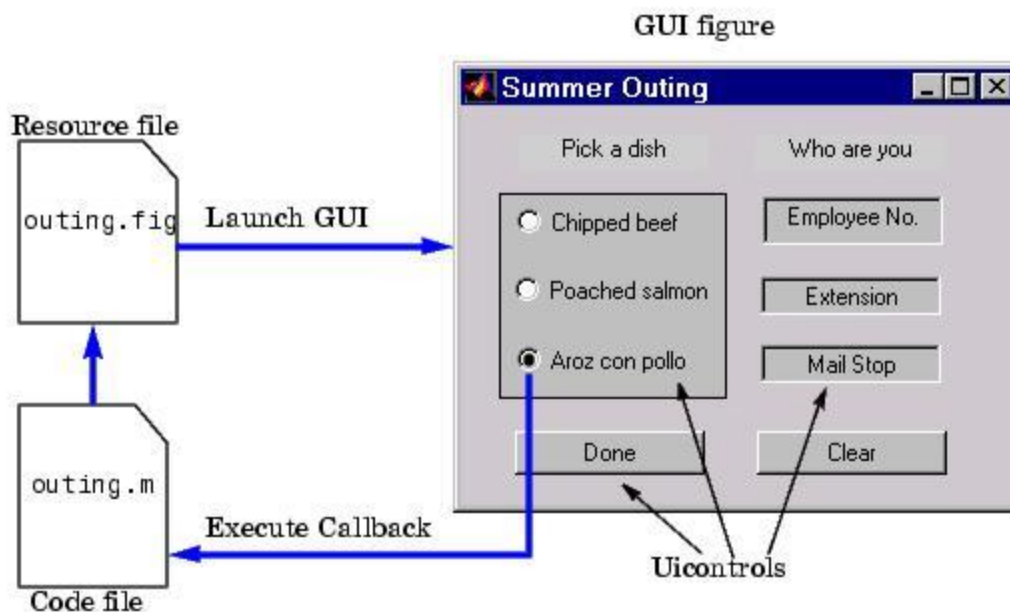 GUI figure
Summer Outing
Resource file
outing.fig
Launch GUI
Pick a dish
Who are you
Chipped beef
Poached salmon
Aroz con pollo
Employee No.
Extension
Mail Stop
Done
Clear
outing.m
Execute Callback
Uicontrols
Code file